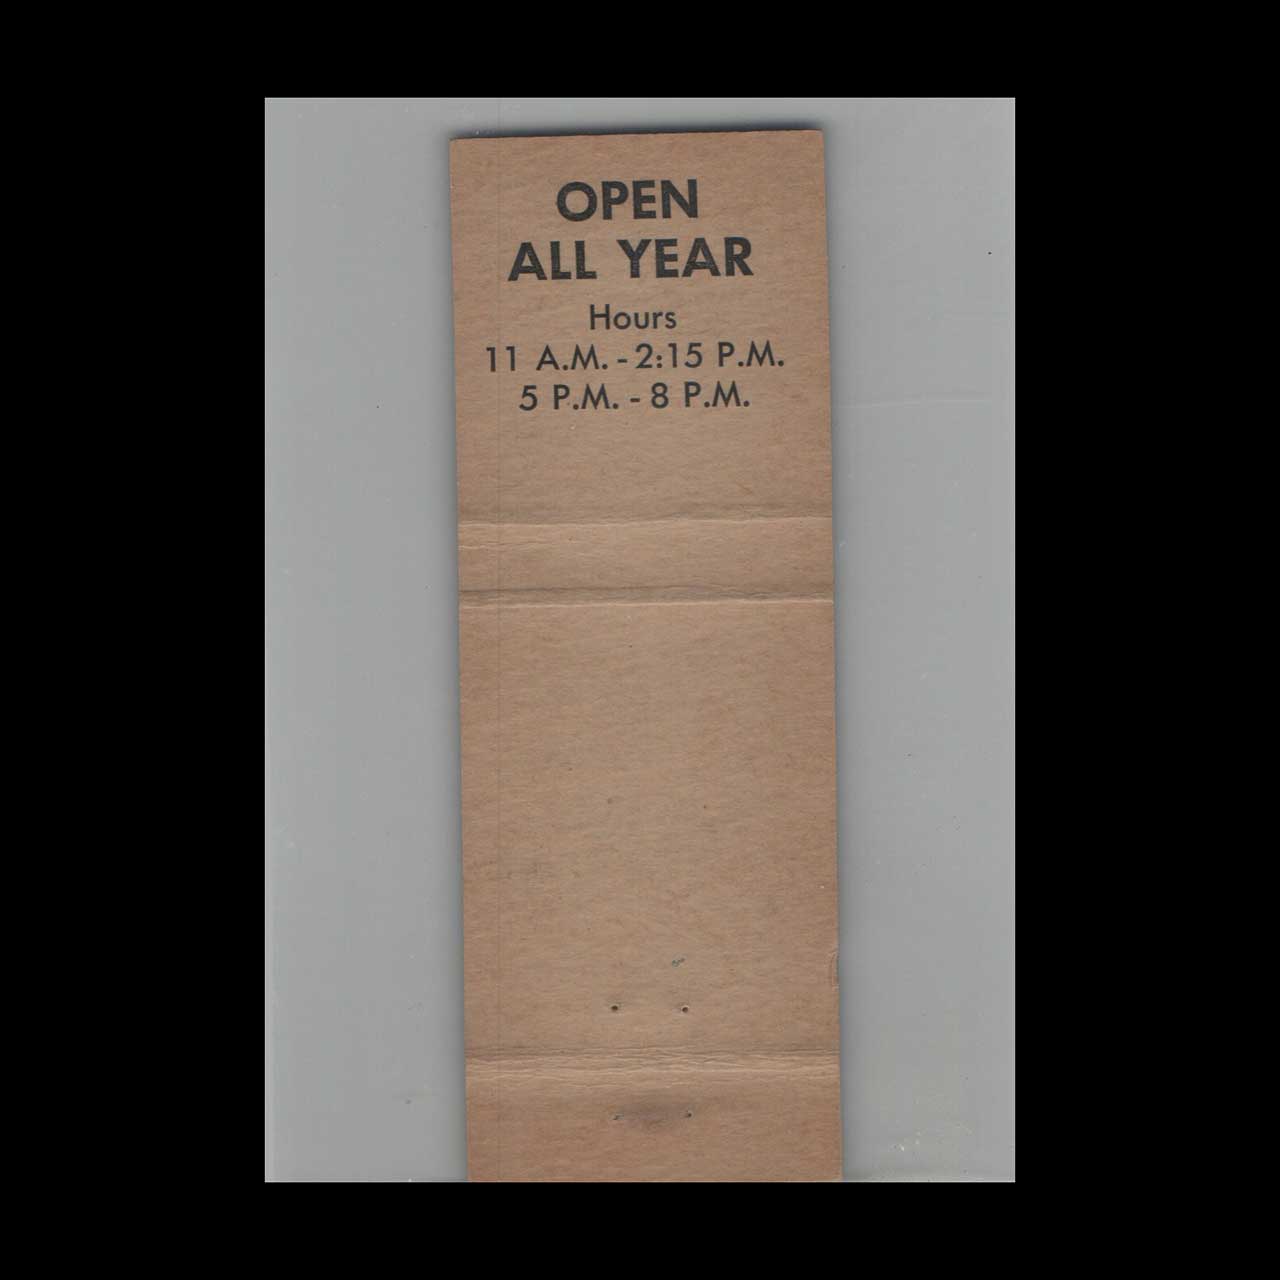 OPEN
ALL YEAR
Hours
11 A.M. - 2:15 P.M.
5 P.M. - 8 P.M.